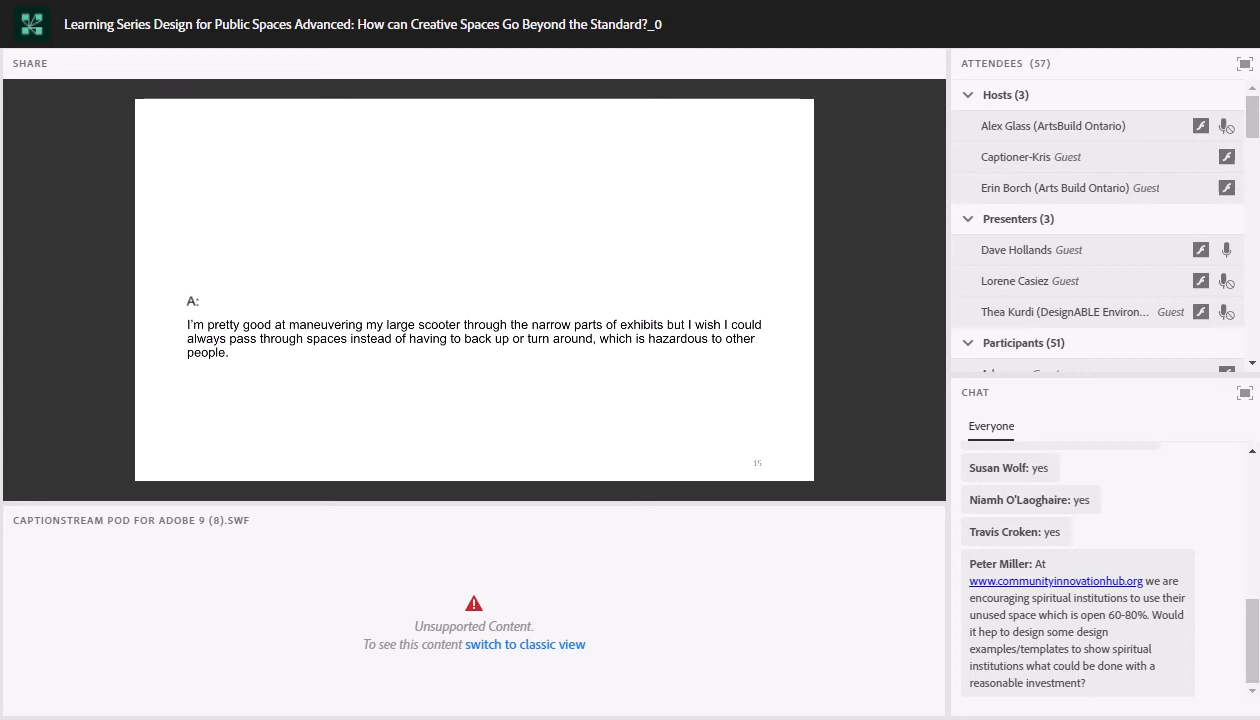 Learning Series Design for Public Spaces Advanced: How can Creative Spaces Go Beyond the Standard?_0
SHARE
A:
I'm pretty good at maneuvering my large scooter through the narrow parts of exhibits but I wish I could
always pass through spaces instead of having to back up or turn around, which is hazardous to other
people.
15
CAPTIONSTREAM POD FOR ADOBE 9 (8).SWF
Unsupported Content.
To see this content switch to classic view
ATTENDEES (57)
Hosts (3)
Alex Glass (ArtsBuild Ontario)
Captioner-Kris Guest
Erin Borch (Arts Build Ontario) Guest
Presenters (3)
Dave Hollands Guest
Lorene Casiez Guest
Thea Kurdi (DesignABLE Environ... Guest
Participants (51)
CHAT
Everyone
Susan Wolf: yes
Niamh O'Laoghaire: yes
Travis Croken: yes
Peter Miller: At
www.communityinnovationhub.org we are
encouraging spiritual institutions to use their
unused space which is open 60-80%. Would
it hep to design some design
examples/templates to show spiritual
institutions what could be done with a
reasonable investment?